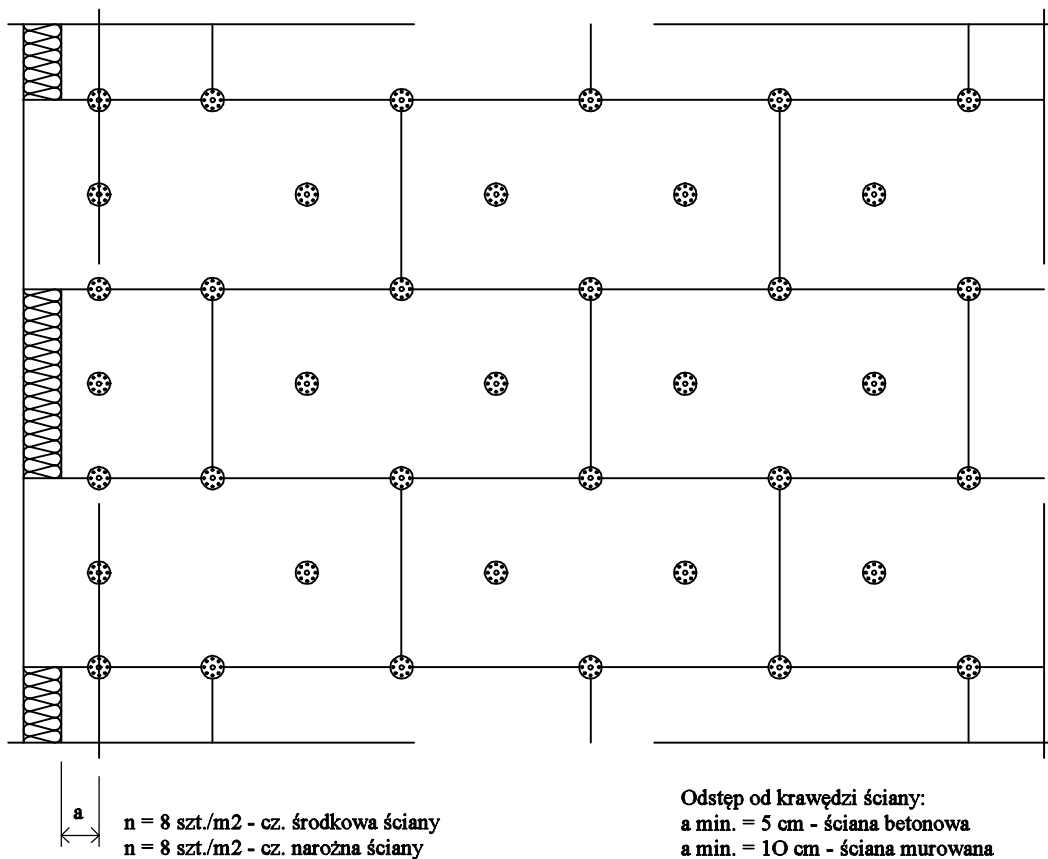 a
n = 8 szt./m2 - cz. środkowa ściany
n = 8 szt./m2 - cz. narożna ściany
Odstęp od krawędzi ściany:
a min. = 5 cm - ściana betonowa
a min. = 1O cm - ściana murowana